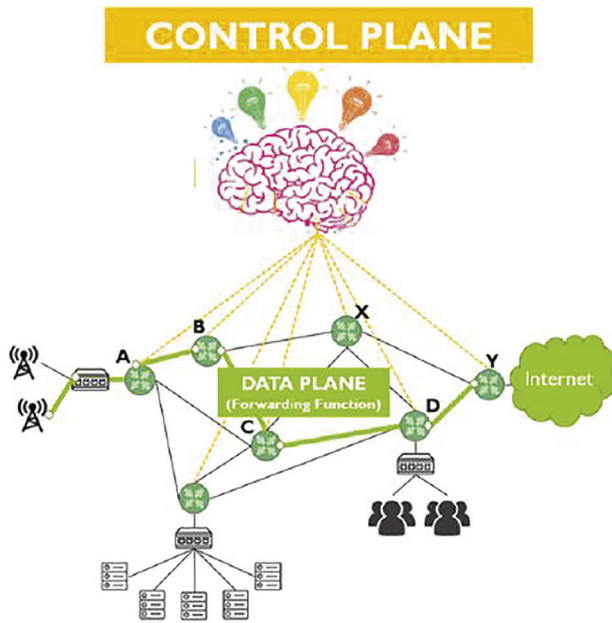 CONTROL PLANE
X
B
A
Y
DATA PLANE
(Forwarding Function)
Internet
C
D